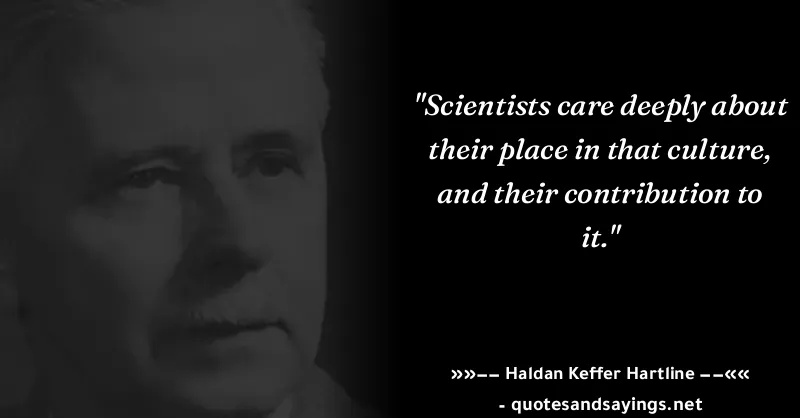 "Scientists care deeply about
their place in that culture,
and their contribution to
it."
»»–– Haldan Keffer Hartline ––««
- quotesandsayings.net